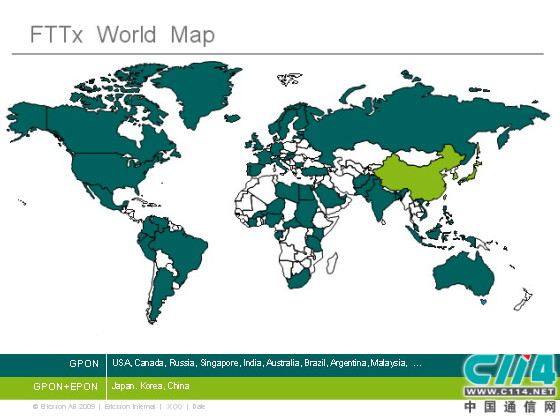 FTTx World Map
GPON
USA, Canada, Russia, Singapore, India, Australia, Brazil, Argentina, Malaysia, ...
GPON+EPON
Japan. Korea, China
© Ericsson AB 2009 | Ericsson Internal | X(X) | Date
C114
WWW.C114.NET
中国通信网